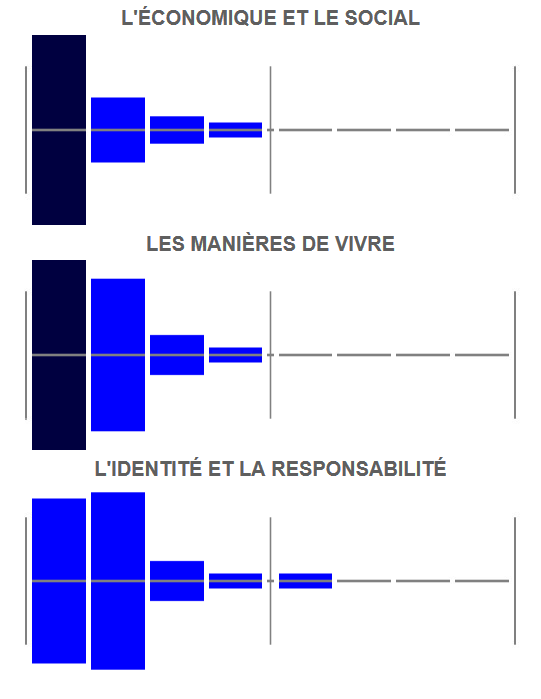 L'ÉCONOMIQUE ET LE SOCIAL
LES MANIÈRES DE VIVRE
L'IDENTITÉ ET LA RESPONSABILITÉ